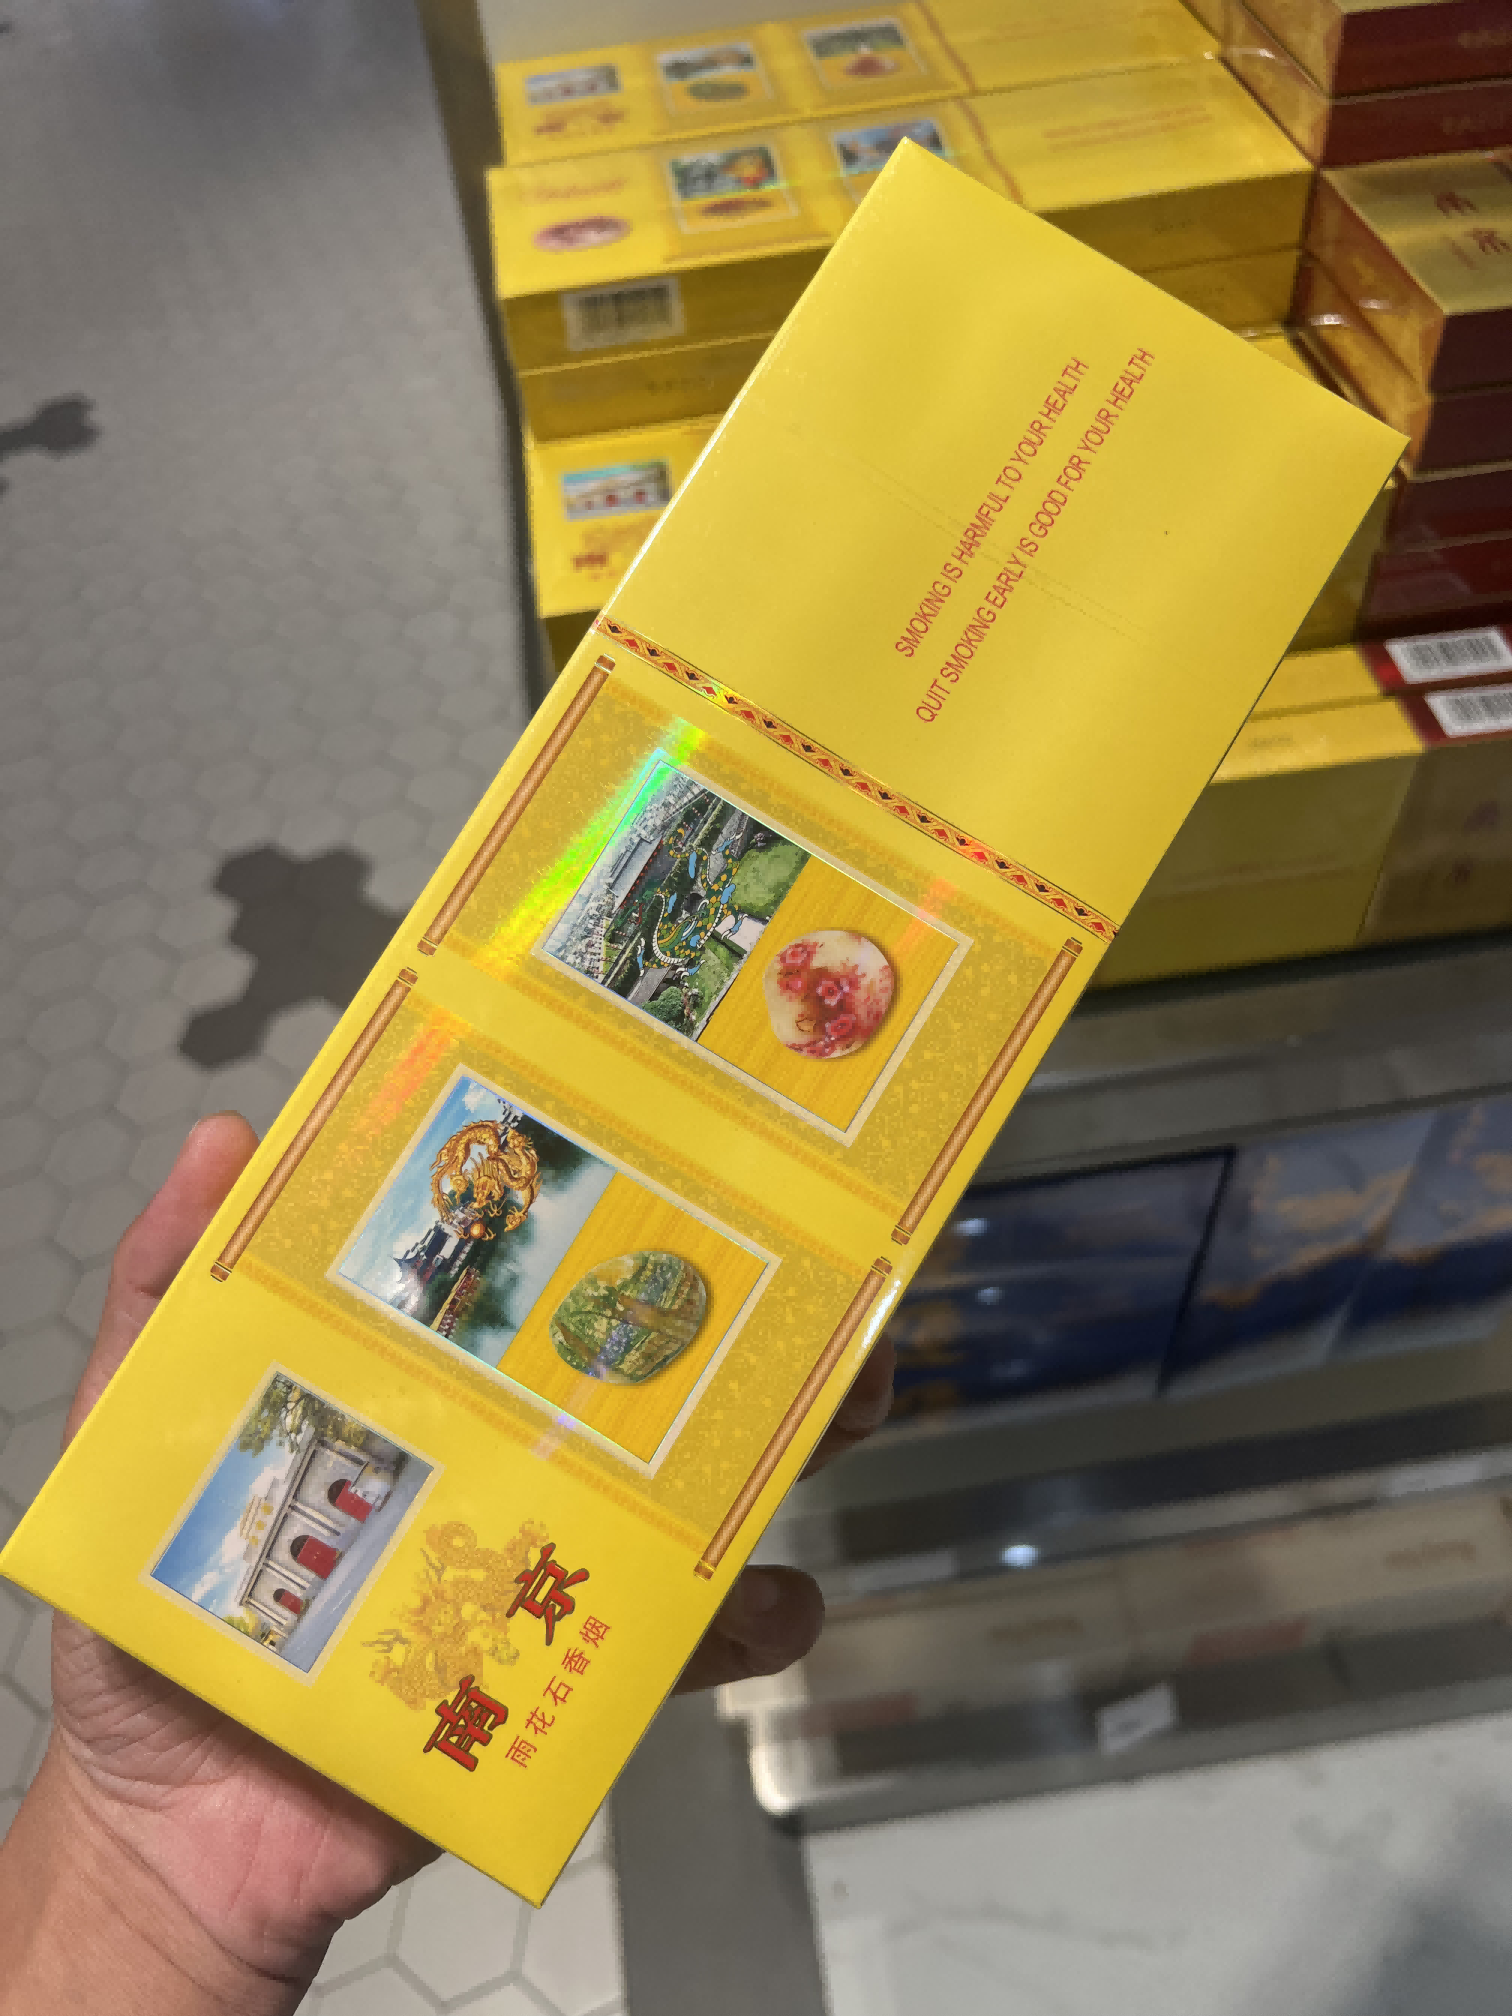 SMOKING IS HARMFUL TO YOUR HEALTH
QUIT SMOKING EARLY IS GOOD FOR YOUR HEALTH
南京
雨花石香烟